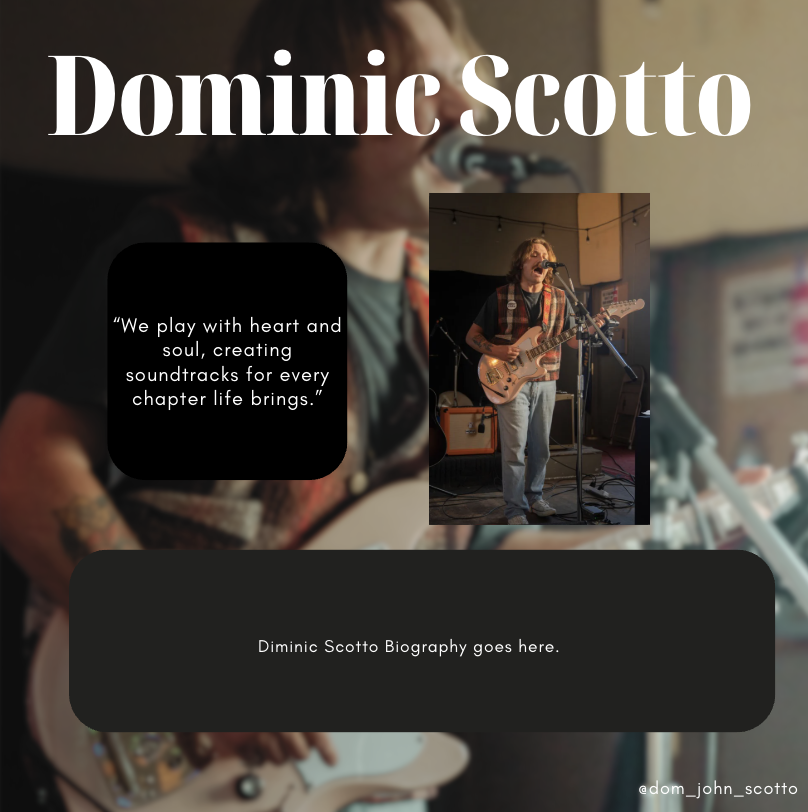 Dominic Scotto
“We play with heart and
soul, creating
soundtracks for every
chapter life brings.”
Diminic Scotto Biography goes here.
@dom_john_scotto